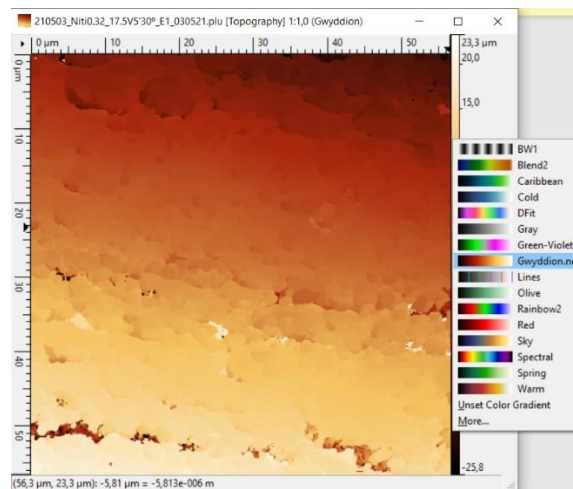 210503_Niti0.32_17.5V5'30º_E1_030521.plu [Topography] 1:1,0 (Gwyddion)
0 µm 10 20 30 40 50
23,3 µm
20,0
15,0
0 µm
10
20
30
40
50
BW1
Blend2
Caribbean
Cold
DFit
Gray
Green-Violet
Gwyddion.ne
Lines
Olive
Rainbow2
Red
Sky
Spectral
Spring
Warm
Unset Color Gradient
More...
-25,8
(56,3 µm, 23,3 µm): -5,81 µm = -5,813e-006 m